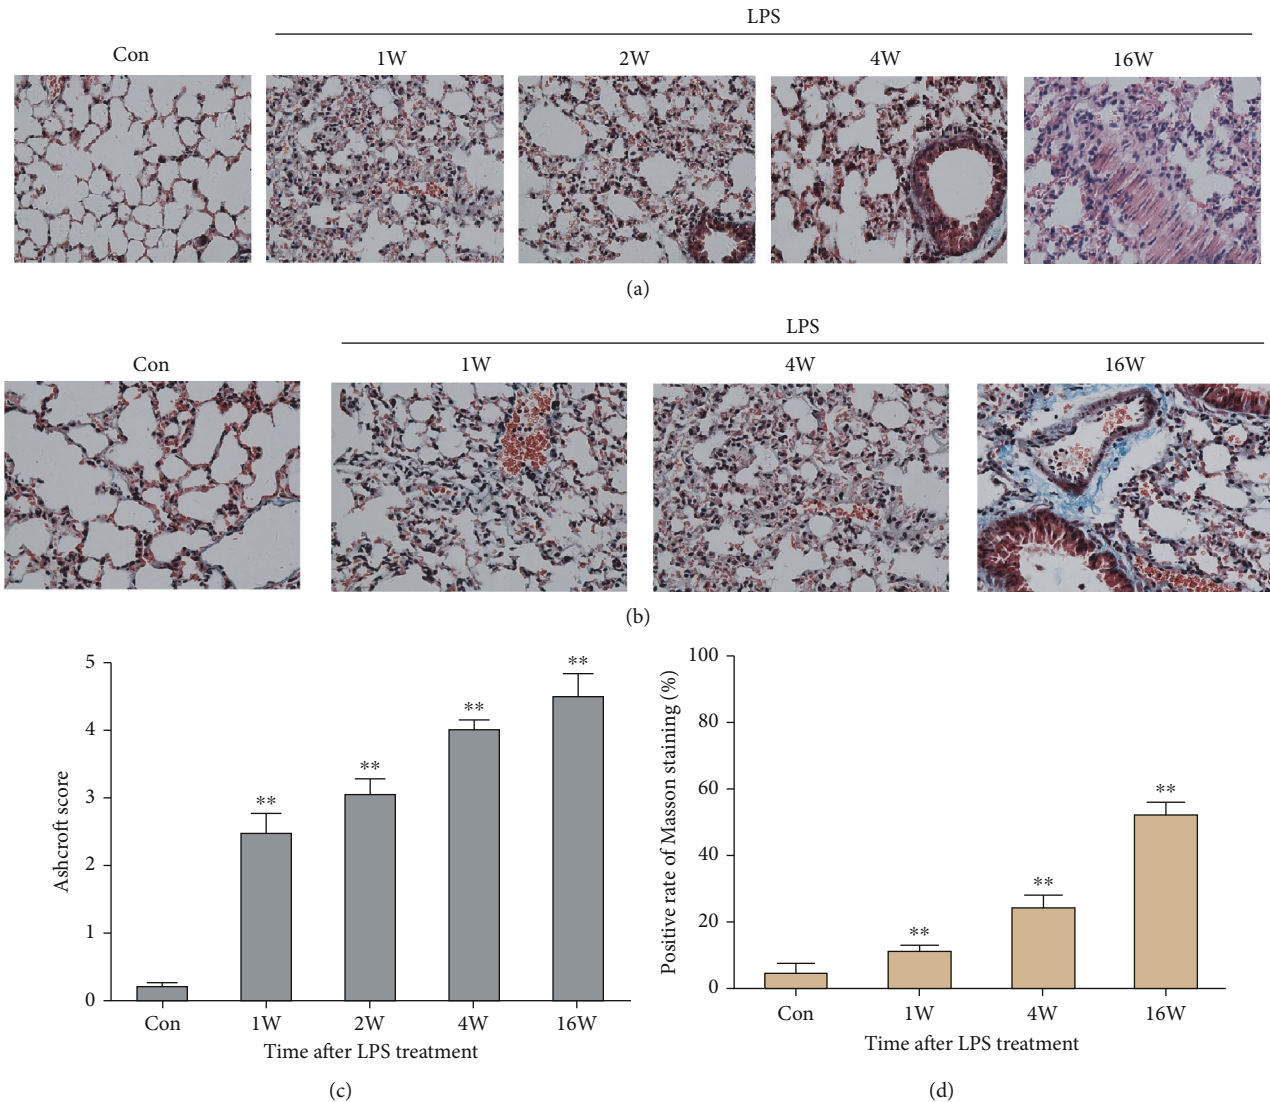 LPS
Con 1W 2W 4W 16W
(a)
LPS
Con 1W 4W 16W
(b)
5
4
3
2
1
0
Ashcroft score
** ** ** **
Con 1W 2W 4W 16W
Time after LPS treatment
(c)
100
80
60
40
20
0
Positive rate of Masson staining (%)
** ** **
Con 1W 4W 16W
Time after LPS treatment
(d)